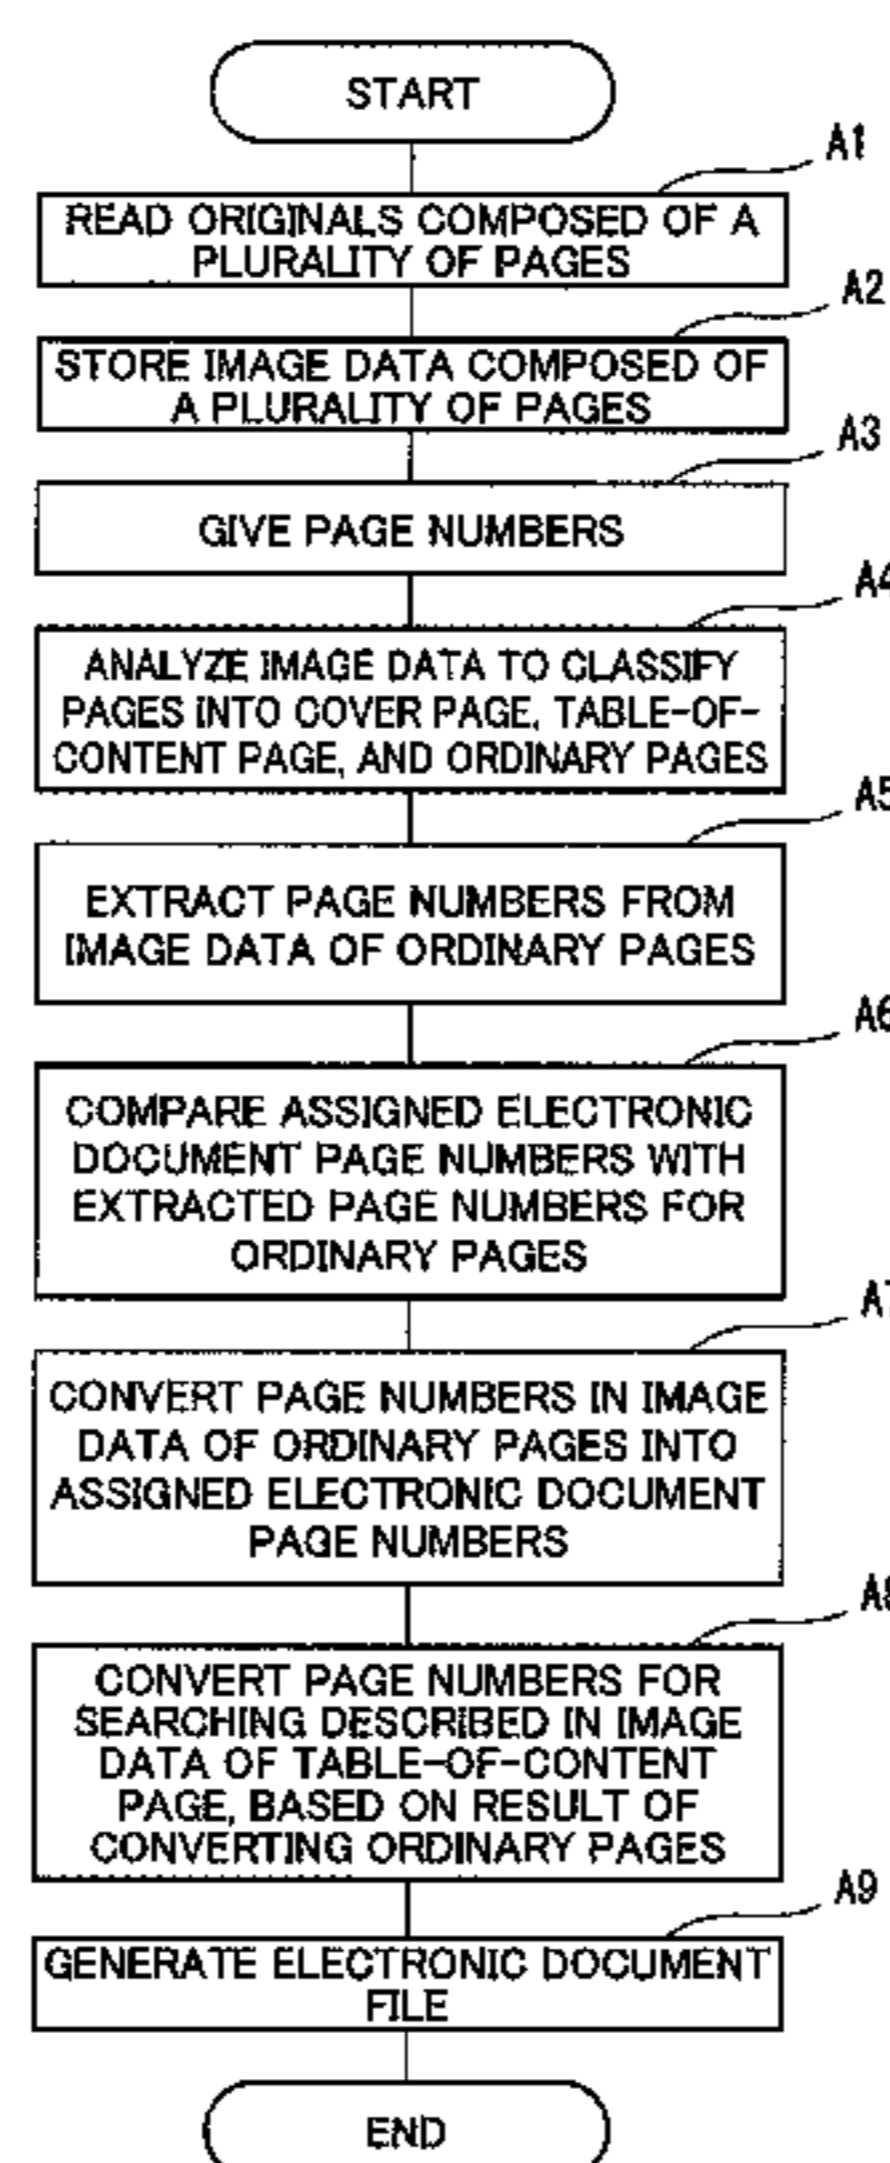 START
A1
READ ORIGINALS COMPOSED OF A
PLURALITY OF PAGES
A2
STORE IMAGE DATA COMPOSED OF
A PLURALITY OF PAGES
A3
GIVE PAGE NUMBERS
A4
ANALYZE IMAGE DATA TO CLASSIFY
PAGES INTO COVER PAGE, TABLE-OF-
CONTENT PAGE, AND ORDINARY PAGES
A5
EXTRACT PAGE NUMBERS FROM
IMAGE DATA OF ORDINARY PAGES
A6
COMPARE ASSIGNED ELECTRONIC
DOCUMENT PAGE NUMBERS WITH
EXTRACTED PAGE NUMBERS FOR
ORDINARY PAGES
A7
CONVERT PAGE NUMBERS IN IMAGE
DATA OF ORDINARY PAGES INTO
ASSIGNED ELECTRONIC DOCUMENT
PAGE NUMBERS
A8
CONVERT PAGE NUMBERS FOR
SEARCHING DESCRIBED IN IMAGE
DATA OF TABLE-OF-CONTENT
PAGE, BASED ON RESULT OF
CONVERTING ORDINARY PAGES
A9
GENERATE ELECTRONIC DOCUMENT
FILE
END